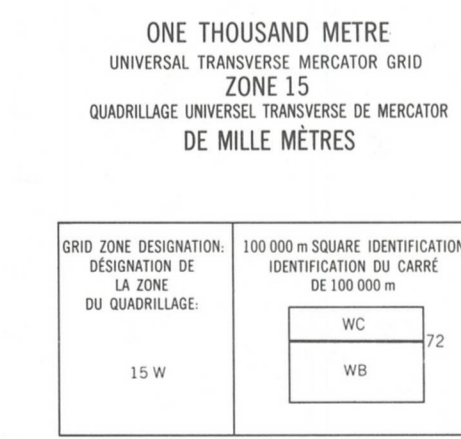 ONE THOUSAND METRE
UNIVERSAL TRANSVERSE MERCATOR GRID
ZONE 15
QUADRILLAGE UNIVERSEL TRANSVERSE DE MERCATOR
DE MILLE MÈTRES
GRID ZONE DESIGNATION:
DÉSIGNATION DE
LA ZONE
DU QUADRILLAGE:
15 W
100 000 m SQUARE IDENTIFICATION
IDENTIFICATION DU CARRÉ
DE 100 000 m
WC
72
WB